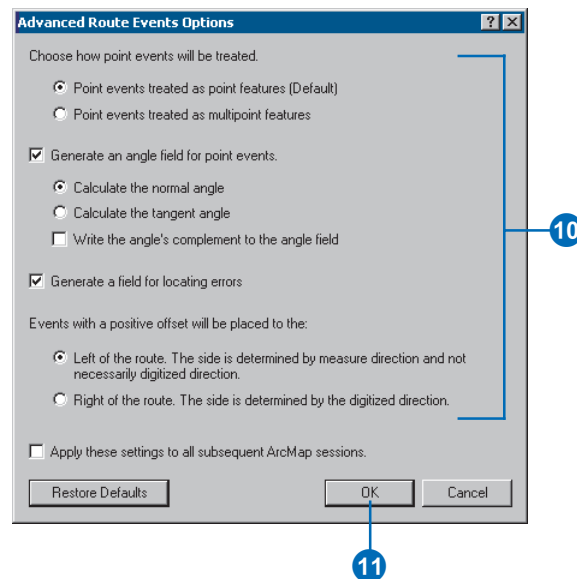 Advanced Route Events Options
Choose how point events will be treated.
Point events treated as point features (Default)
Point events treated as multipoint features
Generate an angle field for point events.
Calculate the normal angle
Calculate the tangent angle
Write the angle's complement to the angle field
10
Generate a field for locating errors
Events with a positive offset will be placed to the:
Left of the route. The side is determined by measure direction and not
necessarily digitized direction.
Right of the route. The side is determined by the digitized direction.
Apply these settings to all subsequent ArcMap sessions.
Restore Defaults OK Cancel
11